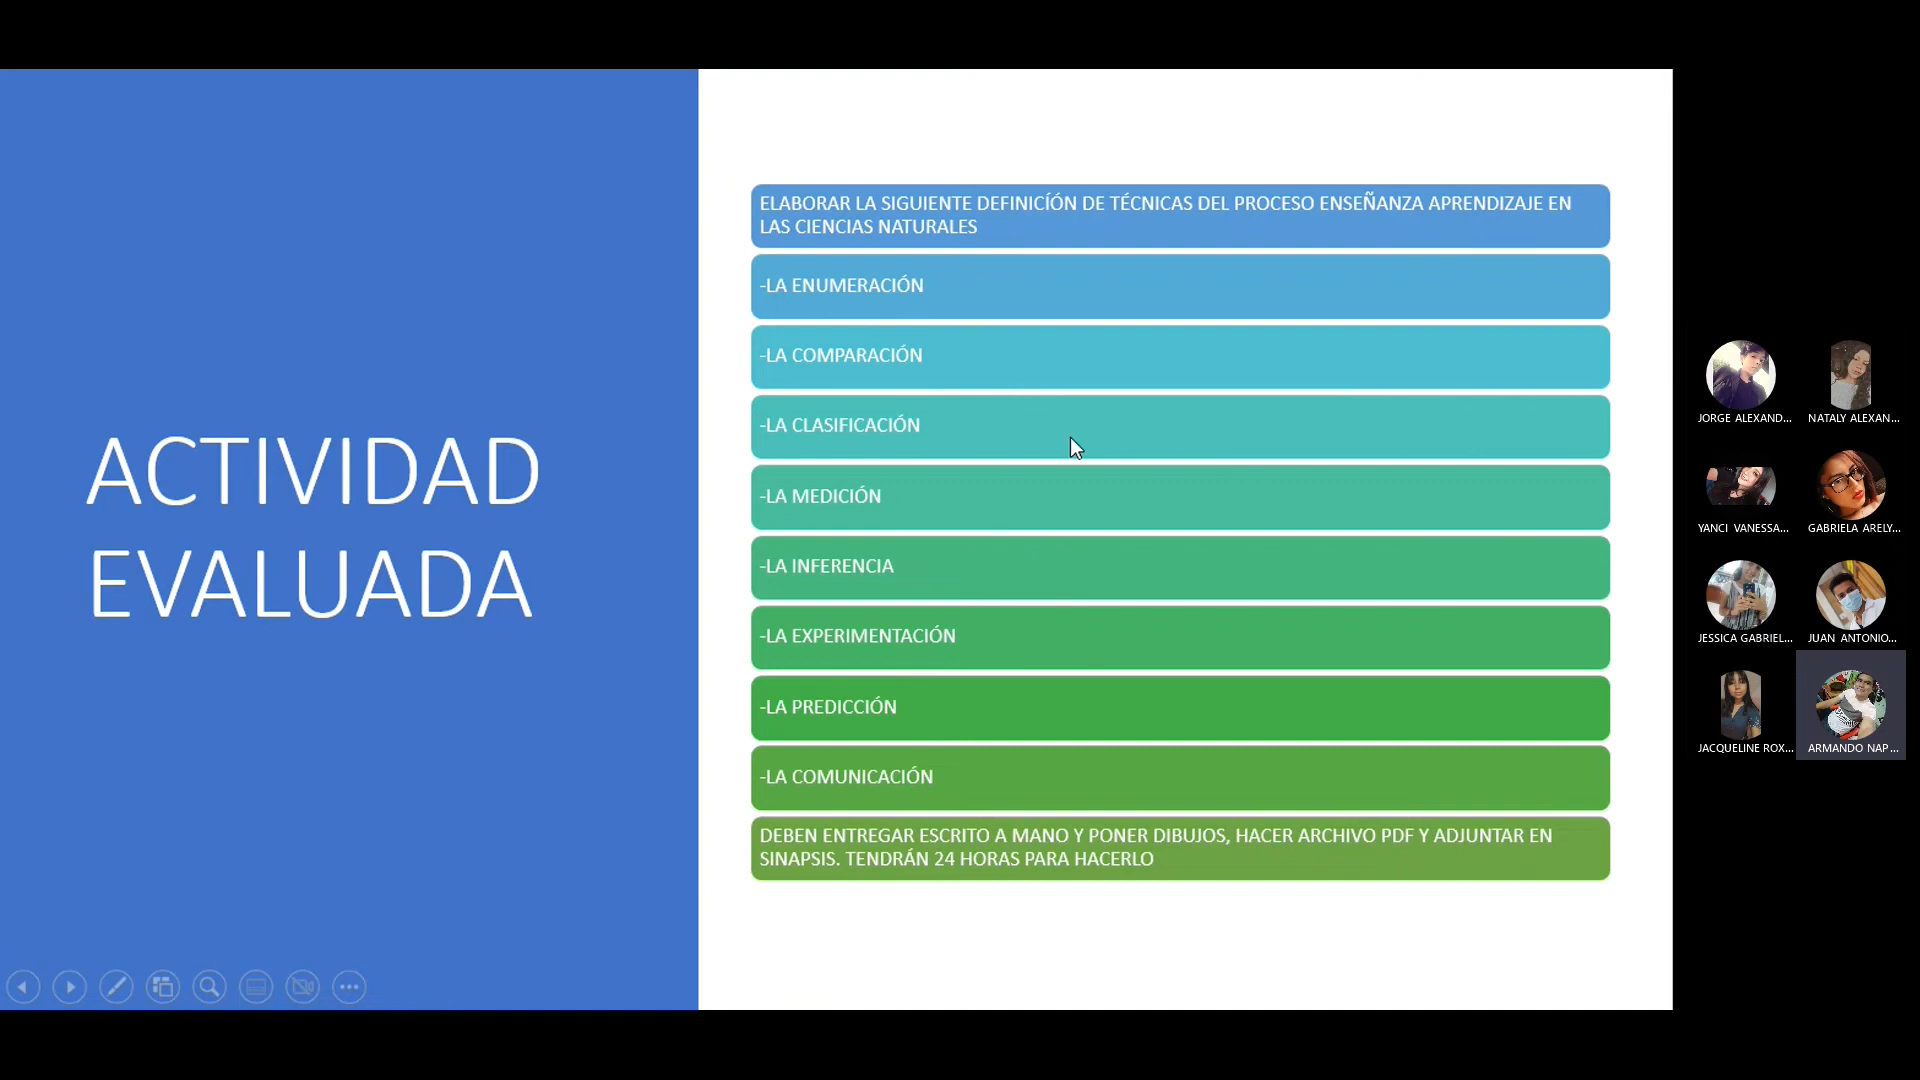 ACTIVIDAD
EVALUADA
ELABORAR LA SIGUIENTE DEFINICÍÓN DE TÉCNICAS DEL PROCESO ENSEÑANZA APRENDIZAJE EN
LAS CIENCIAS NATURALES
-LA ENUMERACIÓN
-LA COMPARACIÓN
-LA CLASIFICACIÓN
-LA MEDICIÓN
-LA INFERENCIA
-LA EXPERIMENTACIÓN
-LA PREDICCIÓN
-LA COMUNICACIÓN
DEBEN ENTREGAR ESCRITO A MANO Y PONER DIBUJOS, HACER ARCHIVO PDF Y ADJUNTAR EN
SINAPSIS. TENDRÁN 24 HORAS PARA HACERLO
JORGE ALEXAND...
NATALY ALEXAN...
YANCI VANESSA...
GABRIELA ARELY...
JESSICA GABRIEL...
JUAN ANTONIO...
JACQUELINE ROX...
ARMANDO NAP...